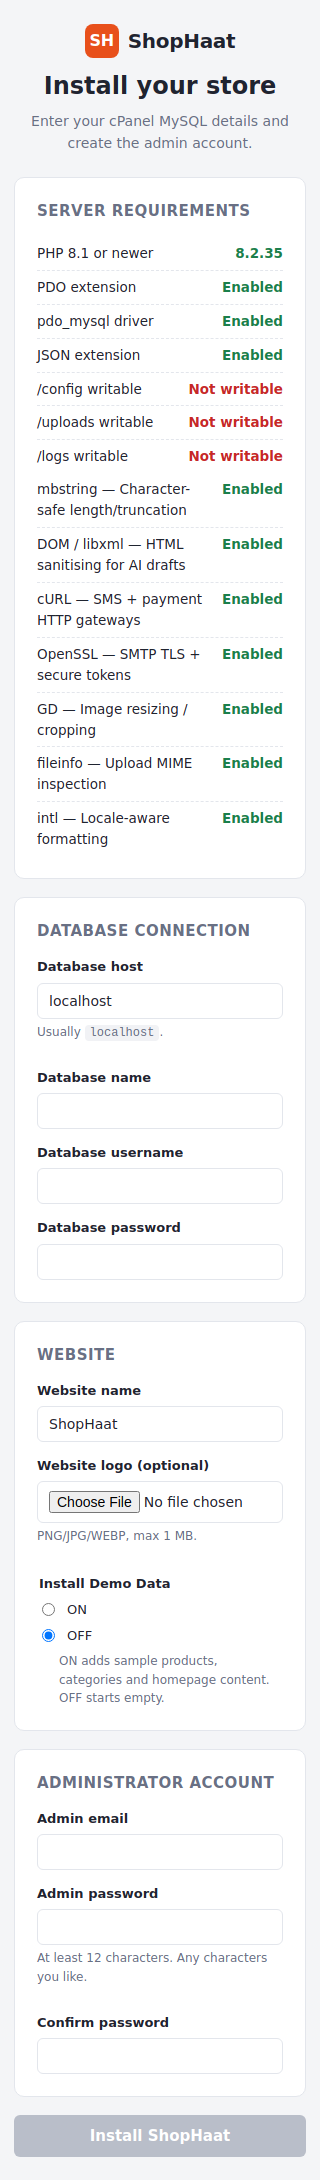 SH ShopHaat
Install your store
Enter your cPanel MySQL details and
create the admin account.
SERVER REQUIREMENTS
PHP 8.1 or newer 8.2.35
PDO extension Enabled
pdo_mysql driver Enabled
JSON extension Enabled
/config writable Not writable
/uploads writable Not writable
/logs writable Not writable
mbstring — Character- Enabled
safe length/truncation
DOM / libxml — HTML Enabled
sanitising for AI drafts
cURL — SMS + payment Enabled
HTTP gateways
OpenSSL — SMTP TLS + Enabled
secure tokens
GD — Image resizing / Enabled
cropping
fileinfo — Upload MIME Enabled
inspection
intl — Locale-aware Enabled
formatting
DATABASE CONNECTION
Database host
localhost
Usually localhost.
Database name
Database username
Database password
WEBSITE
Website name
ShopHaat
Website logo (optional)
Choose File No file chosen
PNG/JPG/WEBP, max 1 MB.
Install Demo Data
ON
OFF
ON adds sample products,
categories and homepage content.
OFF starts empty.
ADMINISTRATOR ACCOUNT
Admin email
Admin password
At least 12 characters. Any characters
you like.
Confirm password
Install ShopHaat